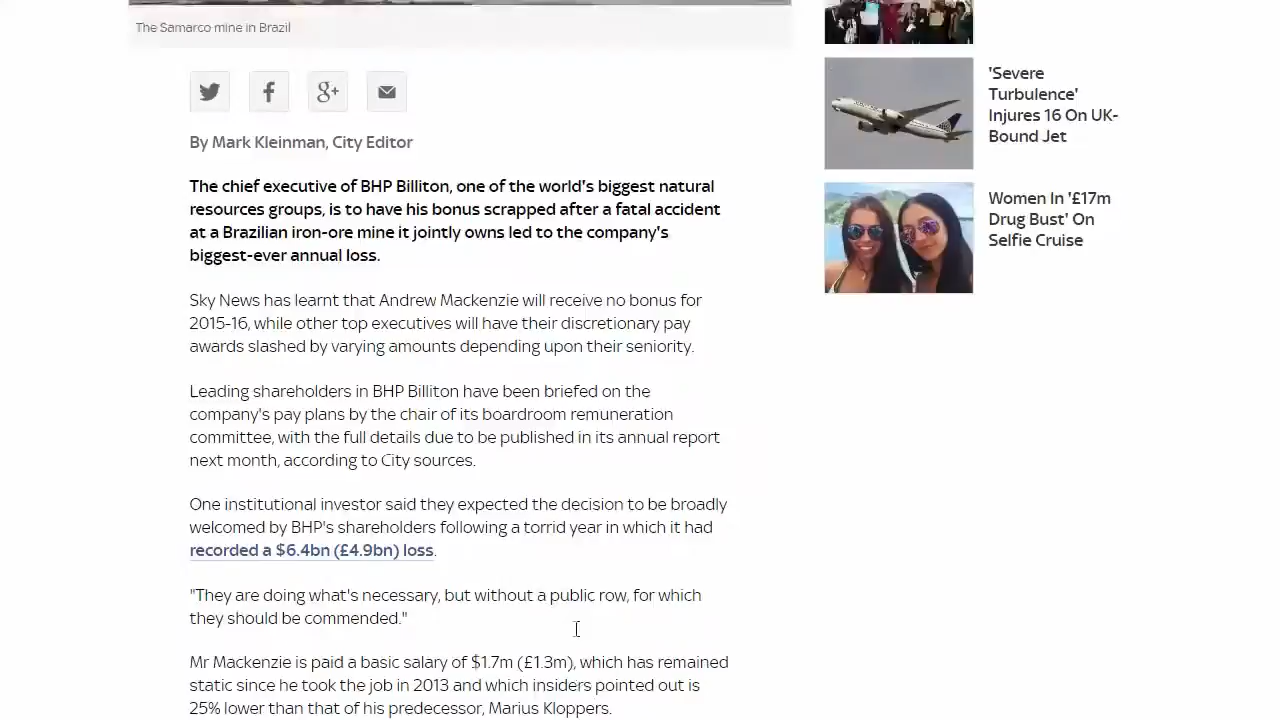 The Samarco mine in Brazil
By Mark Kleinman, City Editor
The chief executive of BHP Billiton, one of the world's biggest natural
resources groups, is to have his bonus scrapped after a fatal accident
at a Brazilian iron-ore mine it jointly owns led to the company's
biggest-ever annual loss.
Sky News has learnt that Andrew Mackenzie will receive no bonus for
2015-16, while other top executives will have their discretionary pay
awards slashed by varying amounts depending upon their seniority.
Leading shareholders in BHP Billiton have been briefed on the
company's pay plans by the chair of its boardroom remuneration
committee, with the full details due to be published in its annual report
next month, according to City sources.
One institutional investor said they expected the decision to be broadly
welcomed by BHP's shareholders following a torrid year in which it had
recorded a $6.4bn (£4.9bn) loss.
"They are doing what's necessary, but without a public row, for which
they should be commended."
Mr Mackenzie is paid a basic salary of $1.7m (£1.3m), which has remained
static since he took the job in 2013 and which insiders pointed out is
25% lower than that of his predecessor, Marius Kloppers.
'Severe
Turbulence'
Injures 16 On UK-
Bound Jet
Women In '£17m
Drug Bust' On
Selfie Cruise